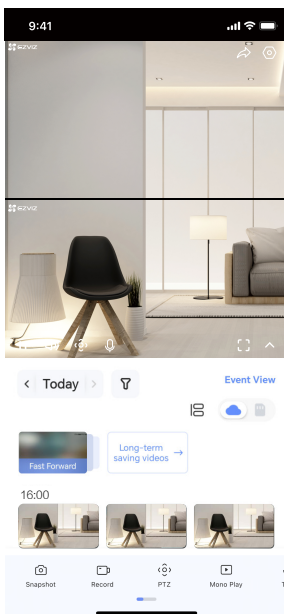 9:41
EZVIZ
EZVIZ
Today
Event View
Fast Forward
Long-term
saving videos
16:00
Snapshot
Record
PTZ
Mono Play